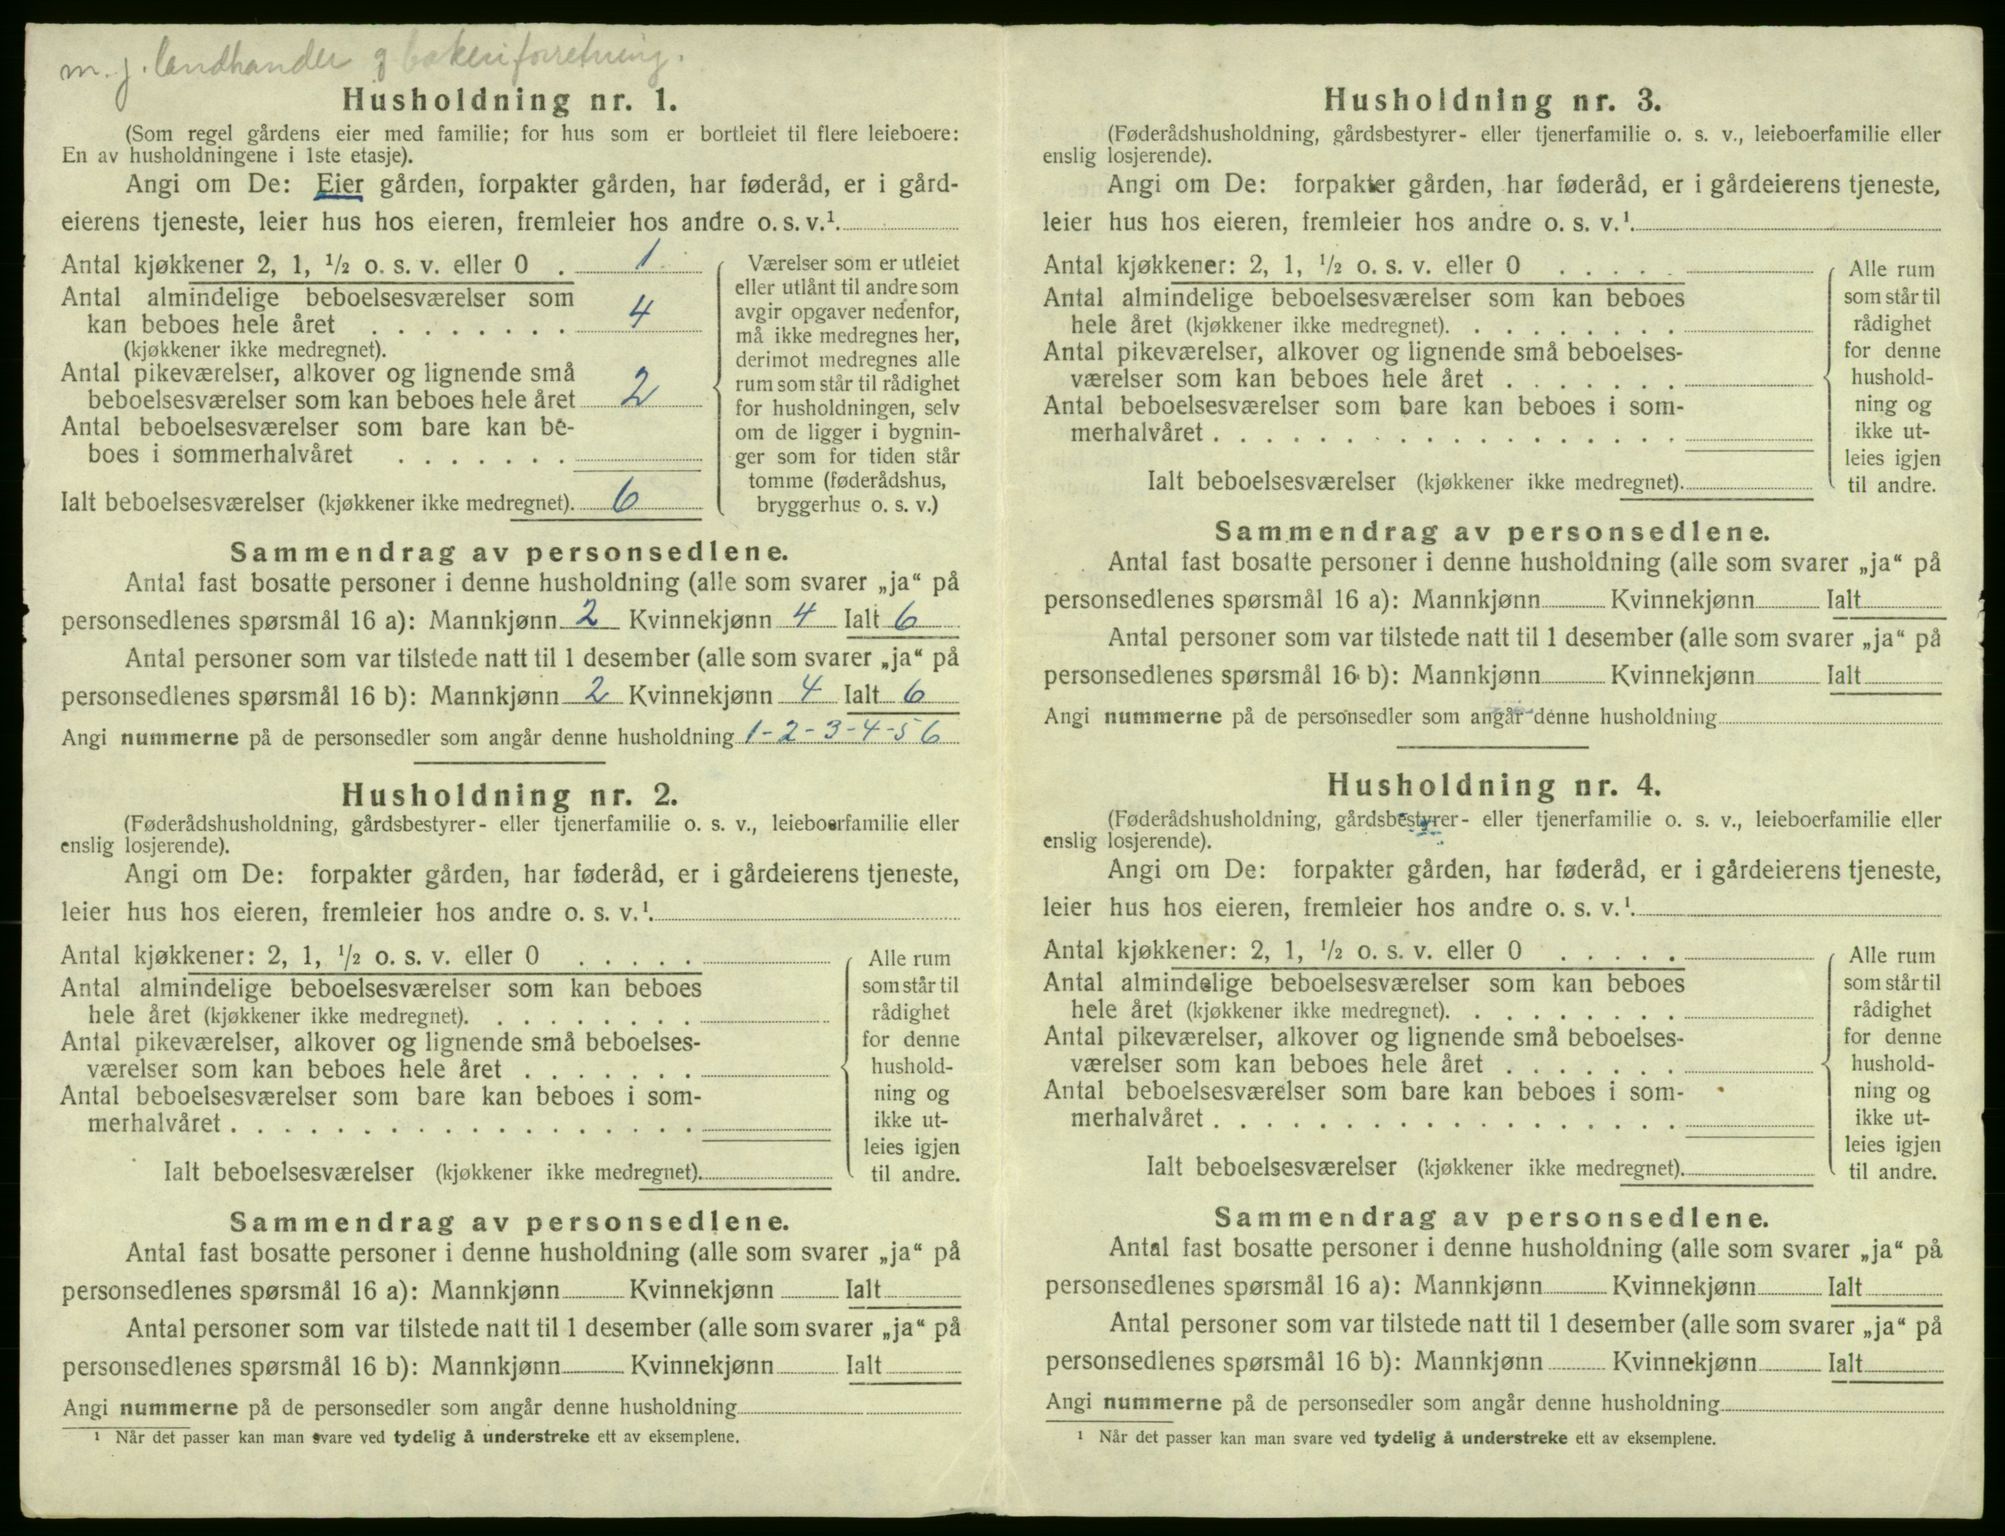 m. j. landhandel og bakeriforretning.
Husholdning nr. 1.
(Som regel gårdens eier med familie; for hus som er bortleiet til flere leieboere:
En av husholdningene i 1ste etasje).
Angi om De: Eier gården, forpakter gården, har føderåd, er i gård-
eierens tjeneste, leier hus hos eieren, fremleier hos andre o. s. v.¹
Antal kjøkkener 2, 1, ½ o. s. v. eller 0 . 1
Antal almindelige beboelsesværelser som
kan beboes hele året . . . . . . . . 4
(kjøkkener ikke medregnet).
Antal pikeværelser, alkover og lignende små
beboelsesværelser som kan beboes hele året 2
Antal beboelsesværelser som bare kan be-
boes i sommerhalvåret . . . . . . .
Ialt beboelsesværelser (kjøkkener ikke medregnet). 6
Værelser som er utleiet
eller utlånt til andre som
avgir opgaver nedenfor,
må ikke medregnes her,
derimot medregnes alle
rum som står til rådighet
for husholdningen, selv
om de ligger i bygnin-
ger som for tiden står
tomme (føderådshus,
bryggerhus o. s. v.)
Sammendrag av personsedlene.
Antal fast bosatte personer i denne husholdning (alle som svarer „ja“ på
personsedlenes spørsmål 16 a): Mannkjønn 2 Kvinnekjønn 4 Ialt 6
Antal personer som var tilstede natt til 1 desember (alle som svarer „ja“ på
personsedlenes spørsmål 16 b): Mannkjønn 2 Kvinnekjønn 4 Ialt 6
Angi nummerne på de personsedler som angår denne husholdning 1-2-3-4-5 6
Husholdning nr. 2.
(Føderådshusholdning, gårdsbestyrer- eller tjenerfamilie o. s. v., leieboerfamilie eller
enslig losjerende).
Angi om De: forpakter gården, har føderåd, er i gårdeierens tjeneste,
leier hus hos eieren, fremleier hos andre o. s. v.¹
Antal kjøkkener: 2, 1, ½ o. s. v. eller 0 . . . . .
Antal almindelige beboelsesværelser som kan beboes
hele året (kjøkkener ikke medregnet). . . . . . . . .
Antal pikeværelser, alkover og lignende små beboelses-
værelser som kan beboes hele året . . . . . . .
Antal beboelsesværelser som bare kan beboes i som-
merhalvåret . . . . . . . . . . . . . . . . . .
Ialt beboelsesværelser (kjøkkener ikke medregnet).
Alle rum
som står til
rådighet
for denne
hushold-
ning og
ikke ut-
leies igjen
til andre.
Sammendrag av personsedlene.
Antal fast bosatte personer i denne husholdning (alle som svarer „ja“ på
personsedlenes spørsmål 16 a): Mannkjønn Kvinnekjønn Ialt
Antal personer som var tilstede natt til 1 desember (alle som svarer „ja“ på
personsedlenes spørsmål 16 b): Mannkjønn Kvinnekjønn Ialt
Angi nummerne på de personsedler som angår denne husholdning
¹ Når det passer kan man svare ved tydelig å understreke ett av eksemplene.
Husholdning nr. 3.
(Føderådshusholdning, gårdsbestyrer- eller tjenerfamilie o. s. v., leieboerfamilie eller
enslig losjerende).
Angi om De: forpakter gården, har føderåd, er i gårdeierens tjeneste,
leier hus hos eieren, fremleier hos andre o. s. v.¹
Antal kjøkkener: 2, 1, ½ o. s. v. eller 0 . . . . .
Antal almindelige beboelsesværelser som kan beboes
hele året (kjøkkener ikke medregnet). . . . . . . . .
Antal pikeværelser, alkover og lignende små beboelses-
værelser som kan beboes hele året . . . . . . .
Antal beboelsesværelser som bare kan beboes i som-
merhalvåret . . . . . . . . . . . . . . . . . .
Ialt beboelsesværelser (kjøkkener ikke medregnet).
Alle rum
som står til
rådighet
for denne
hushold-
ning og
ikke ut-
leies igjen
til andre.
Sammendrag av personsedlene.
Antal fast bosatte personer i denne husholdning (alle som svarer „ja“ på
personsedlenes spørsmål 16 a): Mannkjønn Kvinnekjønn Ialt
Antal personer som var tilstede natt til 1 desember (alle som svarer „ja“ på
personsedlenes spørsmål 16 b): Mannkjønn Kvinnekjønn Ialt
Angi nummerne på de personsedler som angår denne husholdning
Husholdning nr. 4.
(Føderådshusholdning, gårdsbestyrer- eller tjenerfamilie o. s. v., leieboerfamilie eller
enslig losjerende).
Angi om De: forpakter gården, har føderåd, er i gårdeierens tjeneste,
leier hus hos eieren, fremleier hos andre o. s. v.¹
Antal kjøkkener: 2, 1, ½ o. s. v. eller 0 . . . . .
Antal almindelige beboelsesværelser som kan beboes
hele året (kjøkkener ikke medregnet). . . . . . . . .
Antal pikeværelser, alkover og lignende små beboelses-
værelser som kan beboes hele året . . . . . . .
Antal beboelsesværelser som bare kan beboes i som-
merhalvåret . . . . . . . . . . . . . . . . . .
Ialt beboelsesværelser (kjøkkener ikke medregnet).
Alle rum
som står til
rådighet
for denne
hushold-
ning og
ikke ut-
leies igjen
til andre.
Sammendrag av personsedlene.
Antal fast bosatte personer i denne husholdning (alle som svarer „ja“ på
personsedlenes spørsmål 16 a): Mannkjønn Kvinnekjønn Ialt
Antal personer som var tilstede natt til 1 desember (alle som svarer „ja“ på
personsedlenes spørsmål 16 b): Mannkjønn Kvinnekjønn Ialt
Angi nummerne på de personsedler som angår denne husholdning
¹ Når det passer kan man svare ved tydelig å understreke ett av eksemplene.